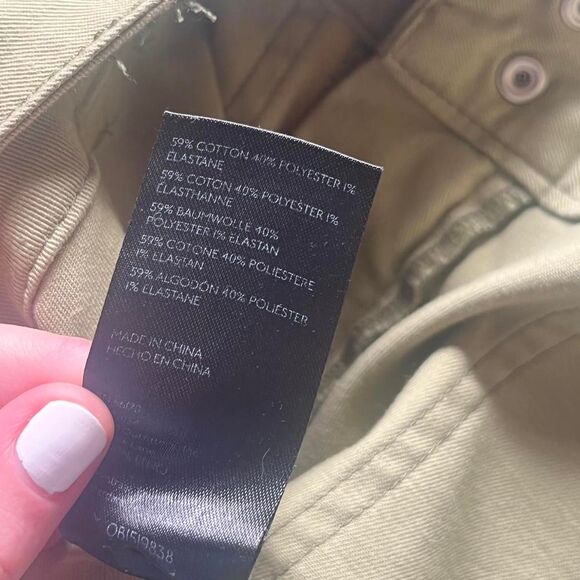 59% COTTON 40% POLYESTER 1%
ELASTANE
59% COTON 40% POLYESTER 1%
ÉLASTHANNE
59% BAUMWOLLE 40%
POLYESTER 1% ELASTAN
59% COTONE 40% POLIESTERE
1% ELASTAN
59% ALGODÓN 40% POLIÉSTER
1% ELASTANE
MADE IN CHINA
HECHO EN CHINA
081519838